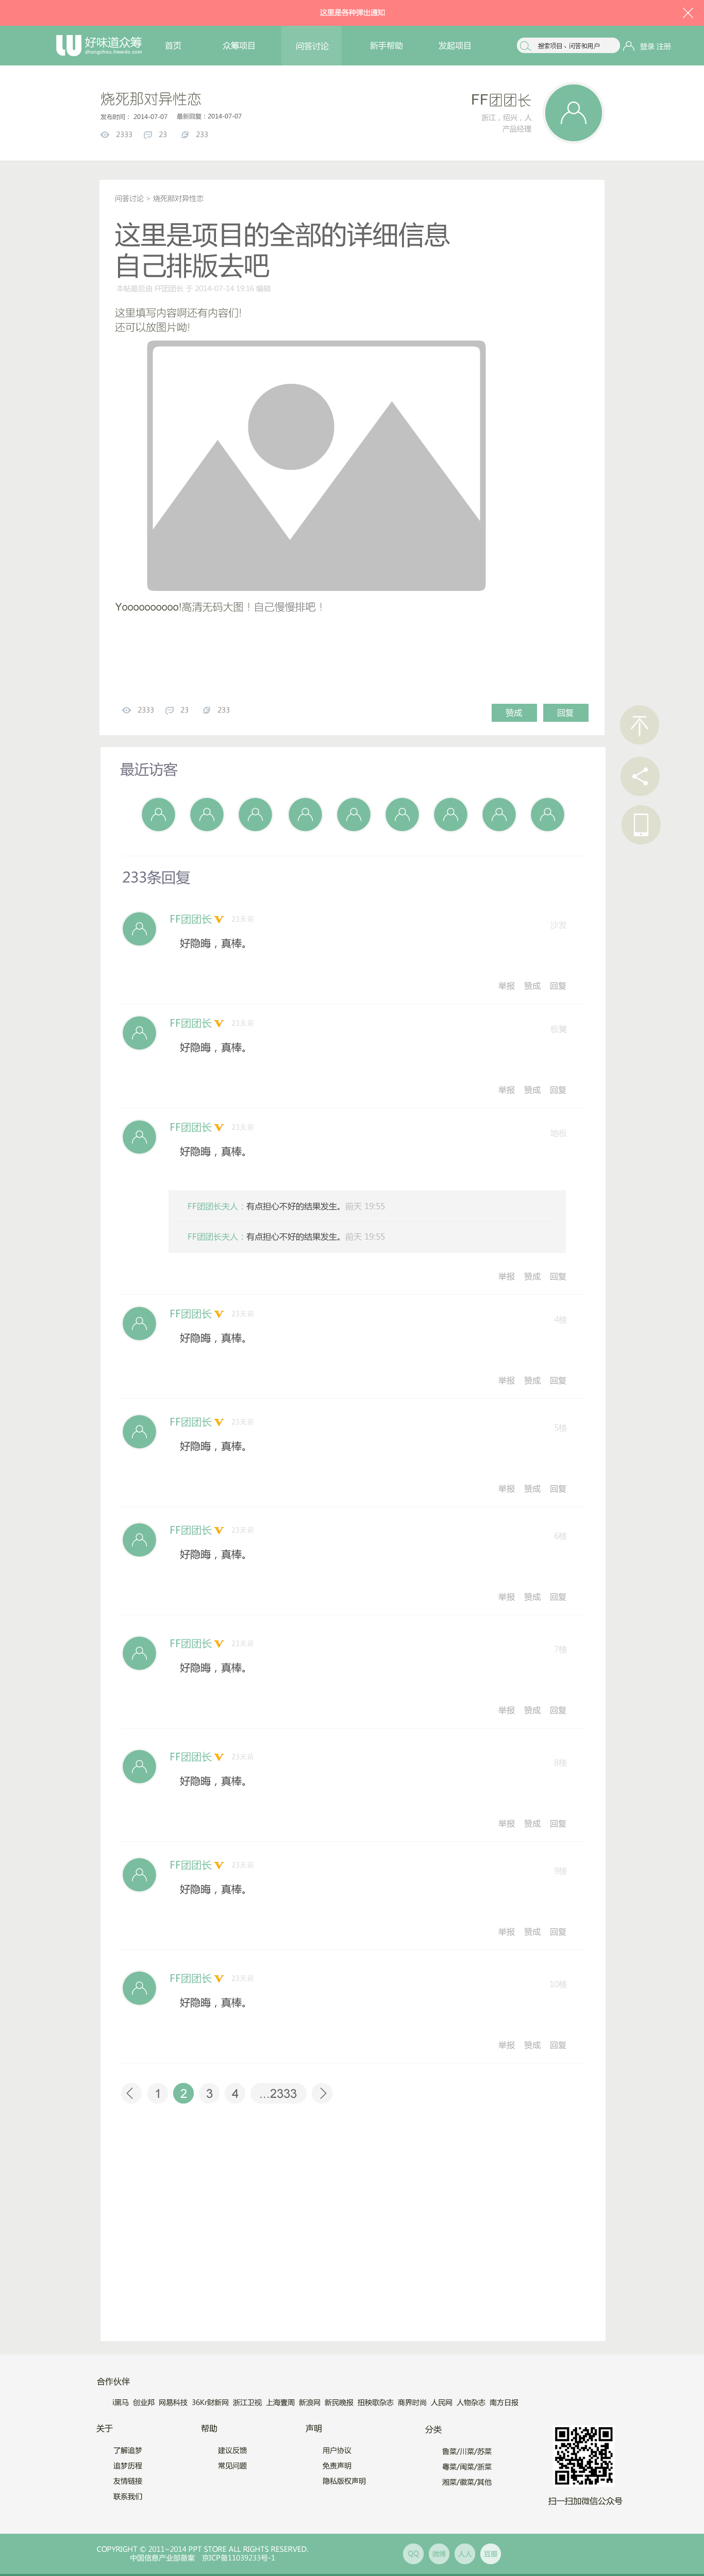 这里是各种弹出通知
好味道众筹
zhongchou.hweidc.com
首页 众筹项目 问答讨论 新手帮助 发起项目
搜索项目、问答和用户
登录 注册
烧死那对异性恋
发布时间： 2014-07-07 最新回复：2014-07-07
2333 23 233
FF团团长
浙江，绍兴，人
产品经理
问答讨论 > 烧死那对异性恋
这里是项目的全部的详细信息
自己排版去吧
本帖最后由 FF团团长 于 2014-07-14 19:16 编辑
这里填写内容啊还有内容们!
还可以放图片呦!
Yoooooooooo!高清无码大图！自己慢慢排吧！
2333 23 233
赞成 回复
最近访客
233条回复
FF团团长 23天前
沙发
好隐晦，真棒。
举报 赞成 回复
FF团团长 23天前
板凳
好隐晦，真棒。
举报 赞成 回复
FF团团长 23天前
地板
好隐晦，真棒。
FF团团长夫人：有点担心不好的结果发生。前天 19:55
FF团团长夫人：有点担心不好的结果发生。前天 19:55
举报 赞成 回复
FF团团长 23天前
4楼
好隐晦，真棒。
举报 赞成 回复
FF团团长 23天前
5楼
好隐晦，真棒。
举报 赞成 回复
FF团团长 23天前
6楼
好隐晦，真棒。
举报 赞成 回复
FF团团长 23天前
7楼
好隐晦，真棒。
举报 赞成 回复
FF团团长 23天前
8楼
好隐晦，真棒。
举报 赞成 回复
FF团团长 23天前
9楼
好隐晦，真棒。
举报 赞成 回复
FF团团长 23天前
10楼
好隐晦，真棒。
举报 赞成 回复
1 2 3 4 ...2333
合作伙伴
i黑马 创业邦 网易科技 36Kr财新网 浙江卫视 上海壹周 新浪网 新民晚报 扭秧歌杂志 商界时尚 人民网 人物杂志 南方日报
关于 帮助 声明 分类
了解追梦 建议反馈 用户协议 鲁菜/川菜/苏菜
追梦历程 常见问题 免责声明 粤菜/闽菜/浙菜
友情链接 隐私版权声明 湘菜/徽菜/其他
联系我们
扫一扫加微信公众号
COPYRIGHT © 2011-2014 PPT STORE ALL RIGHTS RESERVED.
中国信息产业部备案 京ICP备11039233号-1
QQ 微博 人人 豆瓣